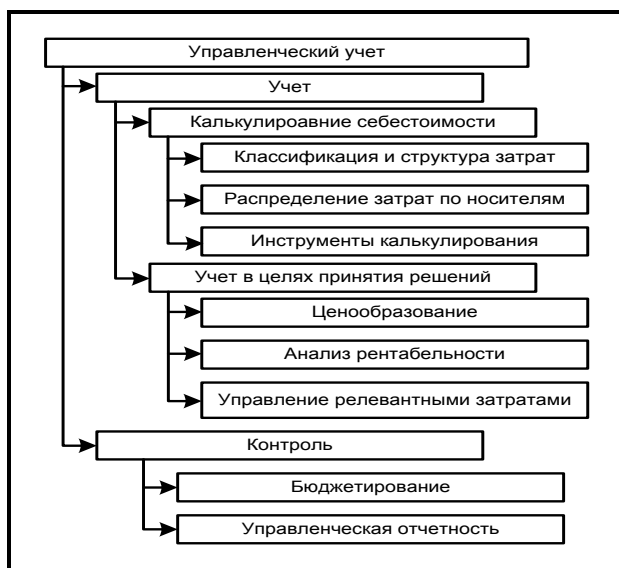 Управленческий учет
Учет
Калькулироавние себестоимости
Классификация и структура затрат
Распределение затрат по носителям
Инструменты калькулирования
Учет в целях принятия решений
Ценообразование
Анализ рентабельности
Управление релевантными затратами
Контроль
Бюджетирование
Управленческая отчетность